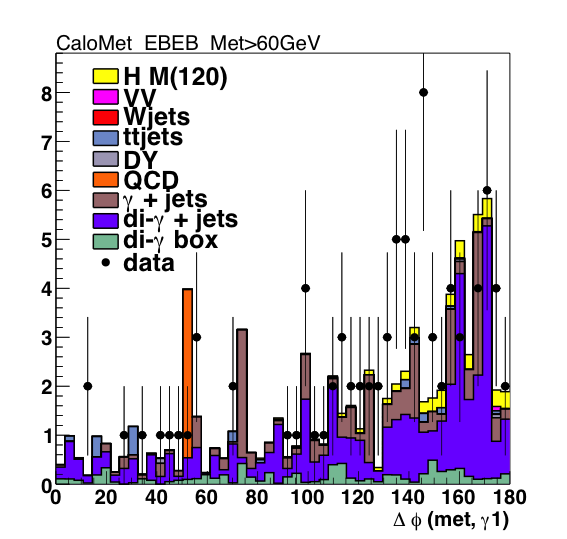 CaloMet EBEB Met>60GeV
H M(120)
VV
Wjets
ttjets
DY
QCD
γ + jets
di-γ + jets
di-γ box
data
8
7
6
5
4
3
2
1
0
0 20 40 60 80 100 120 140 160 180
Δ ϕ (met, γ1)